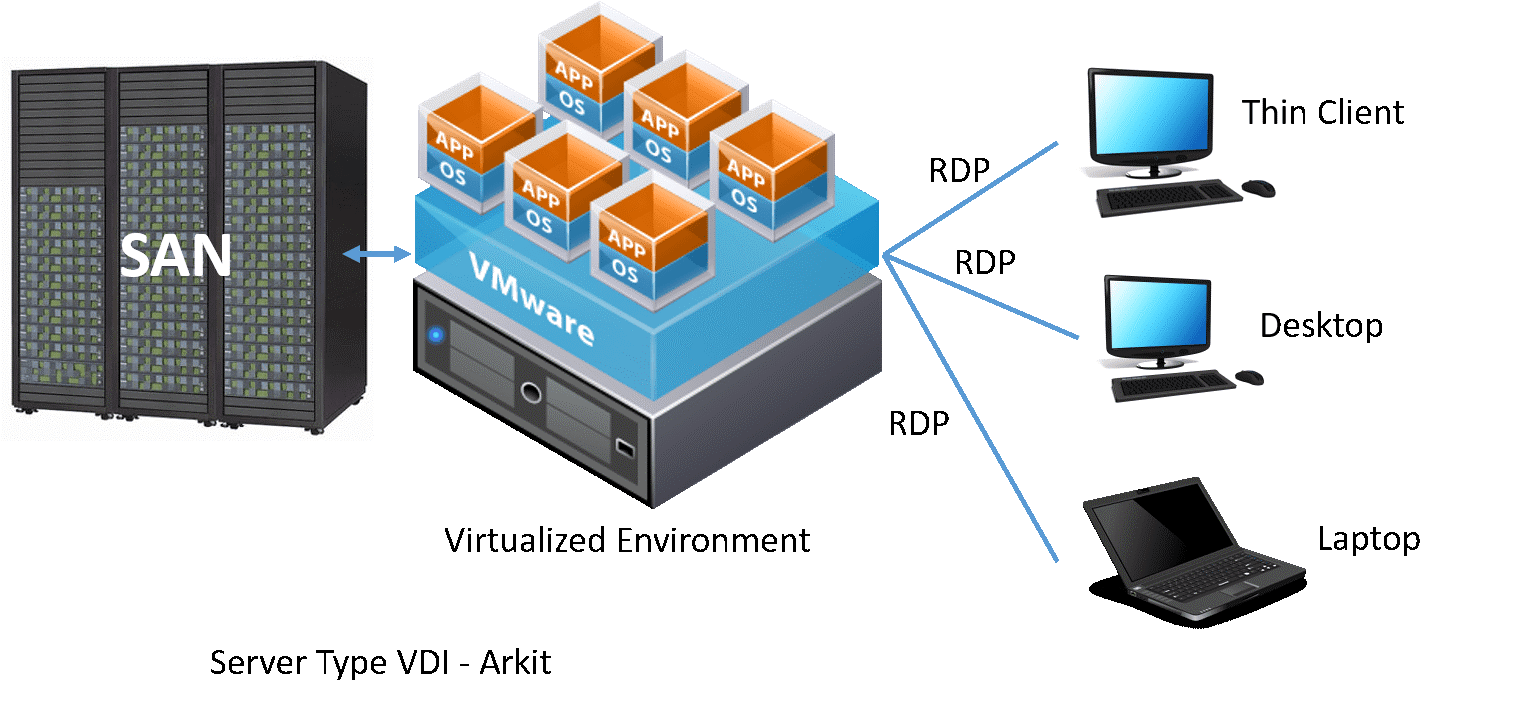 SAN
APP
OS
APP
OS
APP
OS
APP
OS
APP
OS
APP
OS
VMware
Virtualized Environment
RDP
RDP
RDP
Thin Client
Desktop
Laptop
Server Type VDI - Arkit